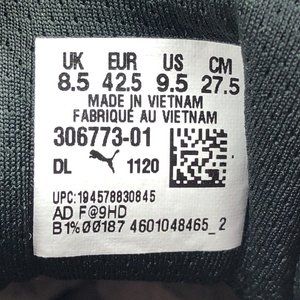 UK EUR US CM
8.5 42.5 9.5 27.5
MADE IN VIETNAM
FABRIQUÉ AU VIETNAM
306773-01
DL 1120
UPC:194578830845
AD F@9HD
B1%00187 4601048465_2